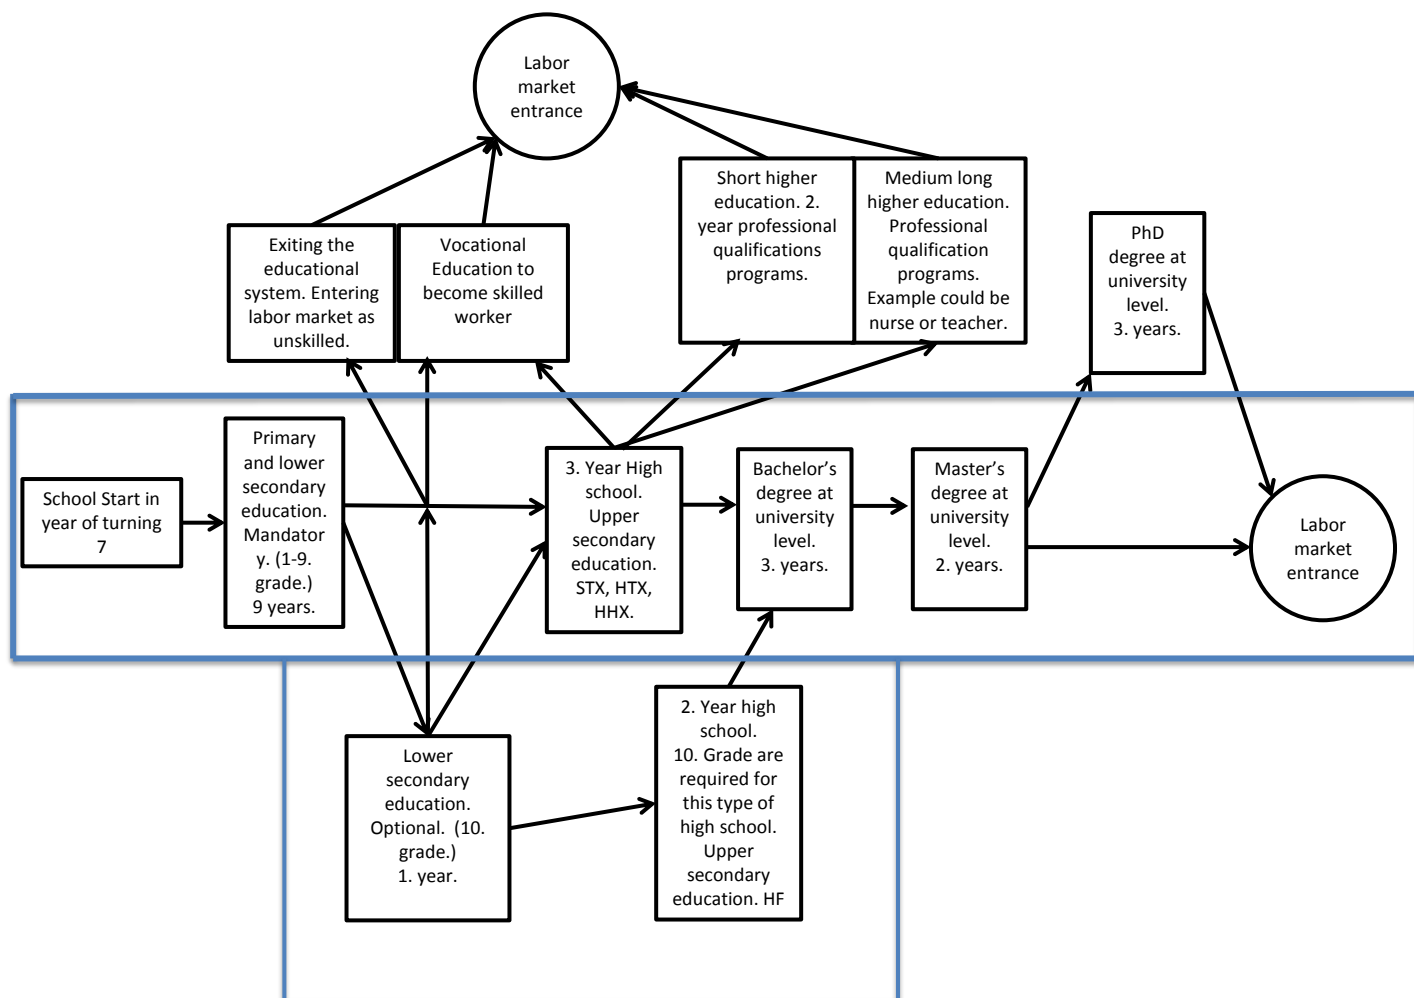 Labor
market
entrance
Short higher
education. 2.
year professional
qualifications
programs.
Medium long
higher education.
Professional
qualification
programs.
Example could be
nurse or teacher.
Exiting the
educational
system. Entering
labor market as
unskilled.
Vocational
Education to
become skilled
worker
PhD
degree at
university
level.
3. years.
School Start in
year of turning
7
Primary
and lower
secondary
education.
Mandator
y. (1-9.
grade.)
9 years.
3. Year High
school.
Upper
secondary
education.
STX, HTX,
HHX.
Bachelor’s
degree at
university
level.
3. years.
Master’s
degree at
university
level.
2. years.
Labor
market
entrance
Lower
secondary
education.
Optional.  (10.
grade.)
1. year.
2. Year high
school.
10. Grade are
required for
this type of
high school.
Upper
secondary
education. HF